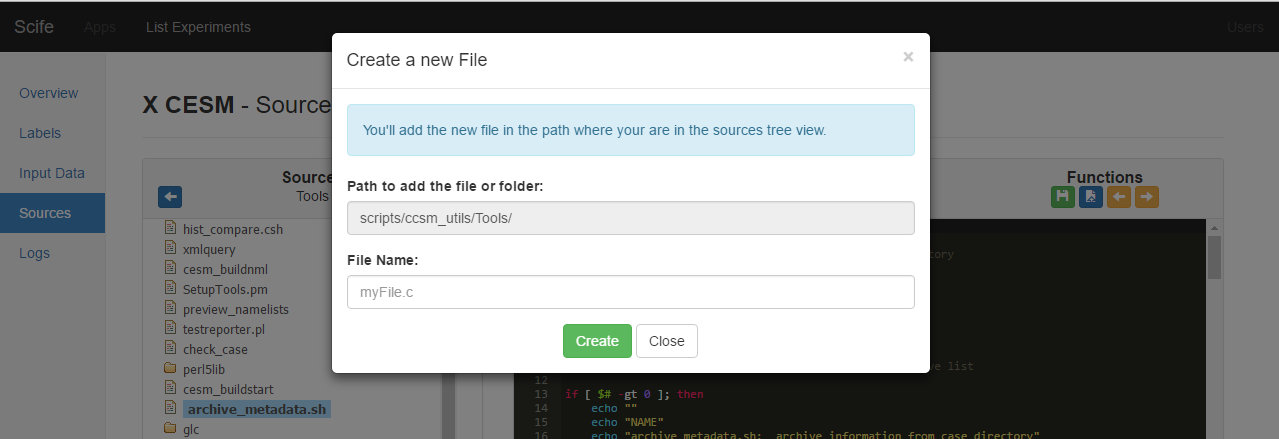 Scife Apps List Experiments Users
Create a new File ×
Overview
Labels
Input Data
Sources
Logs
X CESM - Source
You'll add the new file in the path where your are in the sources tree view.
Path to add the file or folder:
scripts/ccsm_utils/Tools/
File Name:
myFile.c
Create Close
Source
Tools
hist_compare.csh
xmlquery
cesm_buildnml
SetupTools.pm
preview_namelists
testreporter.pl
check_case
perl5lib
cesm_buildstart
archive_metadata.sh
glc
Functions
ory
ve list
12
13 if [ $# -gt 0 ]; then
14 echo ""
15 echo "NAME"
16 echo "archive_metadata.sh: archive information from case directory"